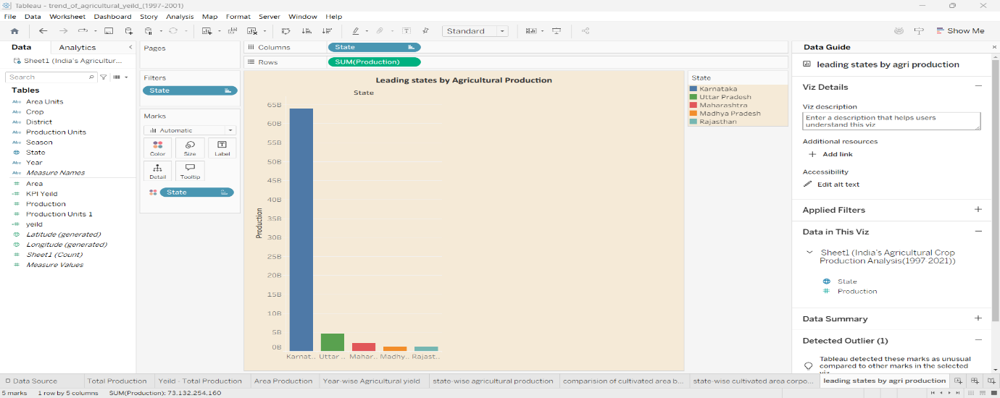 Tableau - trend_of_agricultural_yeild_(1997-2001)
File Data Worksheet Dashboard Story Analysis Map Format Server Window Help
Standard
Show Me
Data Analytics
Sheet1 (India's Agricultur...
Search
Tables
Abc Area Units
Abc Crop
Abc District
Abc Production Units
Abc Season
State
Abc Year
Abc Measure Names
Area
KPI Yeild
Production
Production Units 1
yeild
Latitude (generated)
Longitude (generated)
Sheet1 (Count)
Measure Values
Pages
Filters
State
Marks
Automatic
Color Size Label
Detail Tooltip
State
Columns State
Rows SUM(Production)
Leading states by Agricultural Production
State
Production
65B
60B
55B
50B
45B
40B
35B
30B
25B
20B
15B
10B
5B
0B
Karnat.. Uttar .. Mahar.. Madhy.. Rajast..
State
Karnataka
Uttar Pradesh
Maharashtra
Madhya Pradesh
Rajasthan
Data Guide
leading states by agri production
Viz Details
Viz description
Enter a description that helps users
understand this viz
Additional resources
Add link
Accessibility
Edit alt text
Applied Filters
Data in This Viz
Sheet1 (India's Agricultural Crop
Production Analysis(1997-2021))
State
Production
Data Summary
Detected Outlier (1)
Tableau detected these marks as unusual
compared to other marks in the selected
viz
Data Source Total Production Yeild - Total Production Area Production Year-wise Agricultural yield state-wise agricultural production comparision of cultivated area b... state-wise cultivated area corpo... leading states by agri production
5 marks 1 row by 5 columns SUM(Production): 73.132.254.160